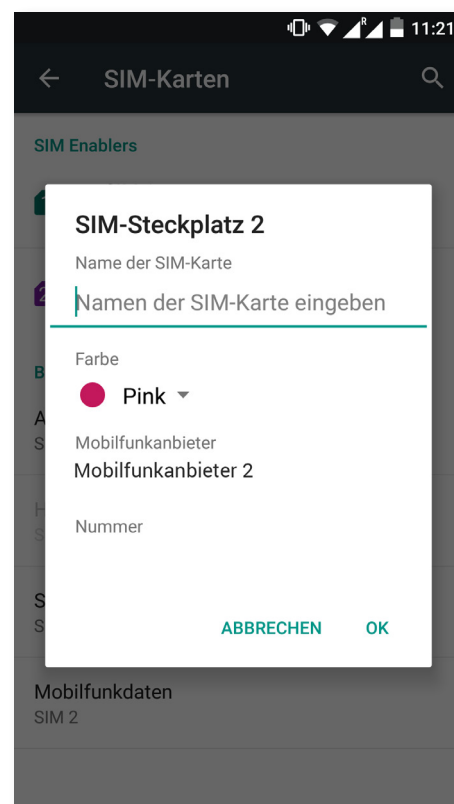 R
11:21
SIM-Karten
SIM Enablers
SIM-Steckplatz 2
Name der SIM-Karte
Namen der SIM-Karte eingeben
Farbe
Pink
Mobilfunkanbieter
Mobilfunkanbieter 2
Nummer
ABBRECHEN OK
Mobilfunkdaten
SIM 2